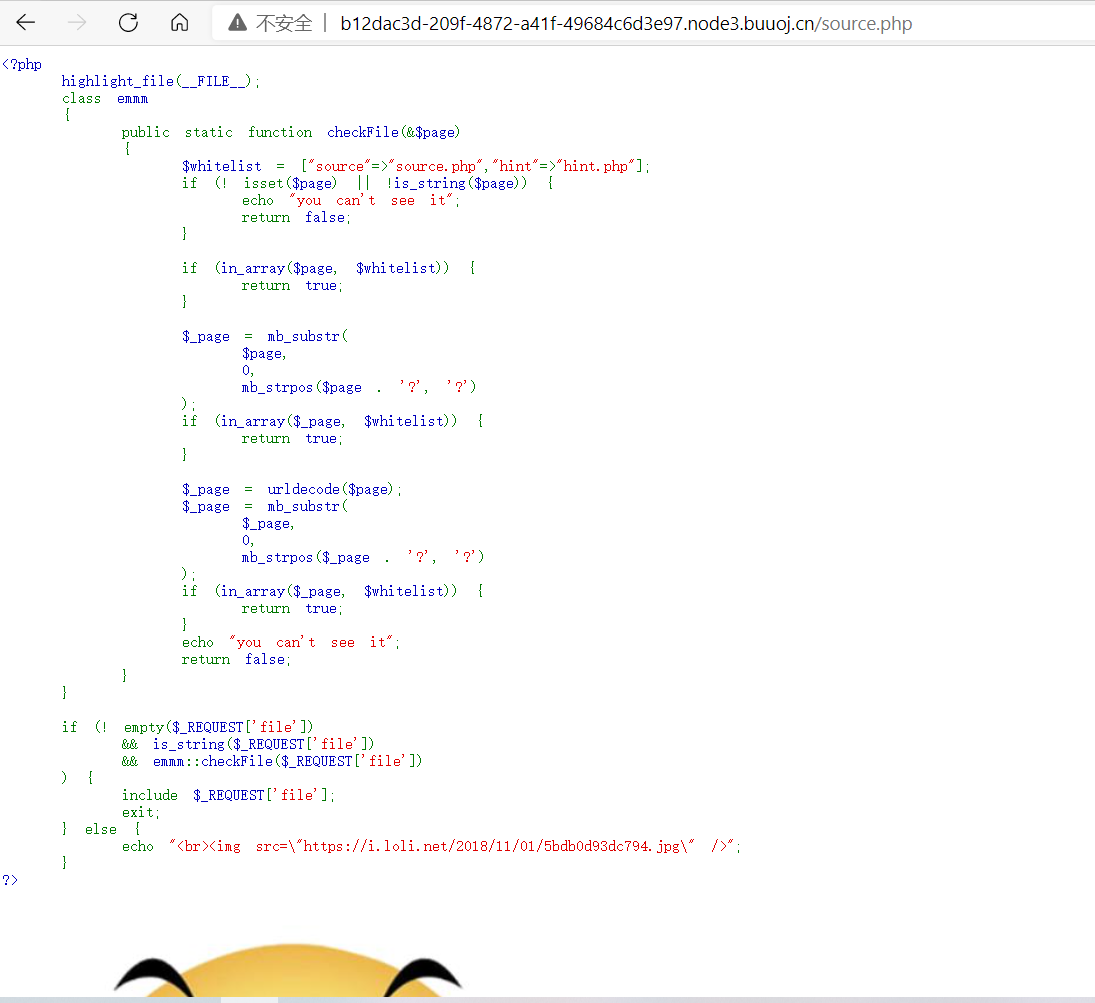 不安全 | b12dac3d-209f-4872-a41f-49684c6d3e97.node3.buuoj.cn/source.php
<?php
highlight_file(__FILE__);
class emmm
{
public static function checkFile(&$page)
{
$whitelist = ["source"=>"source.php","hint"=>"hint.php"];
if (! isset($page) || !is_string($page)) {
echo "you can't see it";
return false;
}
if (in_array($page, $whitelist)) {
return true;
}
$_page = mb_substr(
$page,
0,
mb_strpos($page . '?', '?')
);
if (in_array($_page, $whitelist)) {
return true;
}
$_page = urldecode($page);
$_page = mb_substr(
$_page,
0,
mb_strpos($_page . '?', '?')
);
if (in_array($_page, $whitelist)) {
return true;
}
echo "you can't see it";
return false;
}
}
if (! empty($_REQUEST['file'])
&& is_string($_REQUEST['file'])
&& emmm::checkFile($_REQUEST['file'])
) {
include $_REQUEST['file'];
exit;
} else {
echo "<br><img src=\"https://i.loli.net/2018/11/01/5bdb0d93dc794.jpg\" />";
}
?>